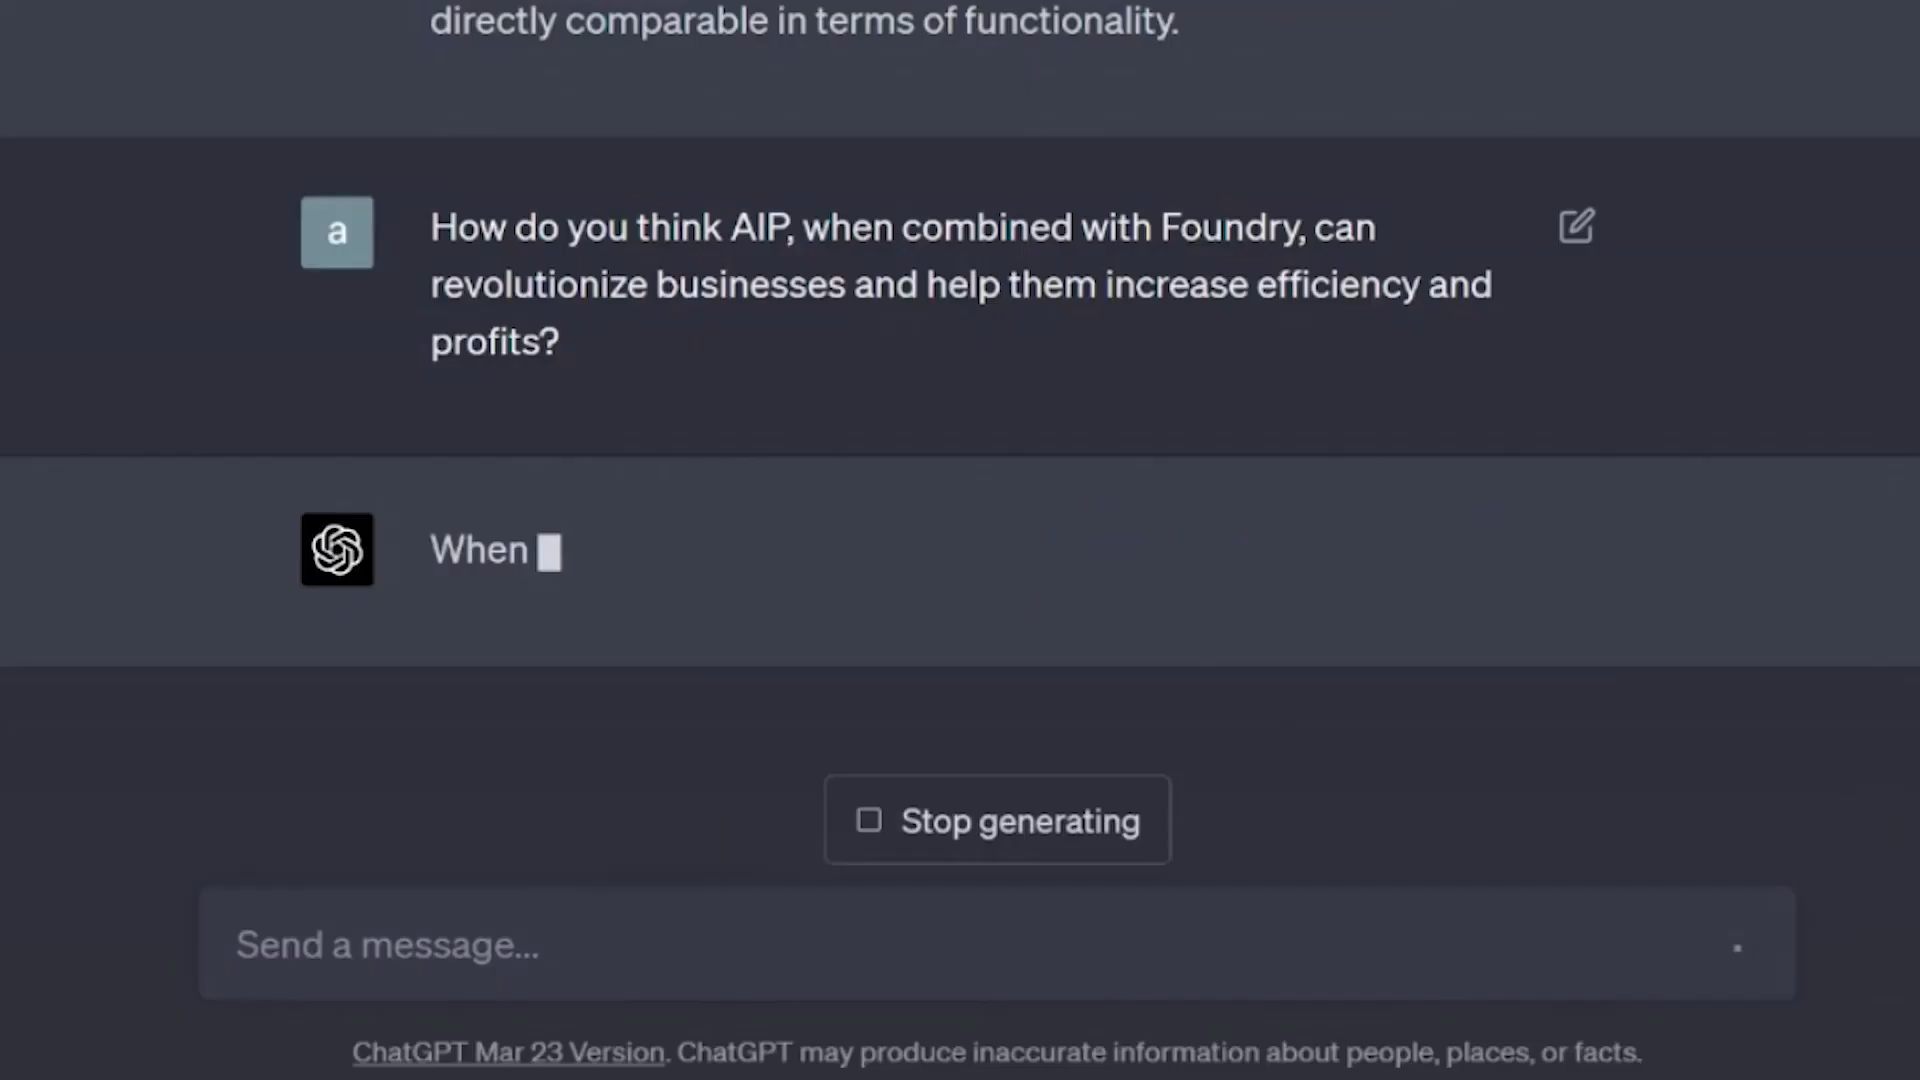 directly comparable in terms of functionality.
a
How do you think AIP, when combined with Foundry, can
revolutionize businesses and help them increase efficiency and
profits?
When
Stop generating
Send a message...
ChatGPT Mar 23 Version. ChatGPT may produce inaccurate information about people, places, or facts.